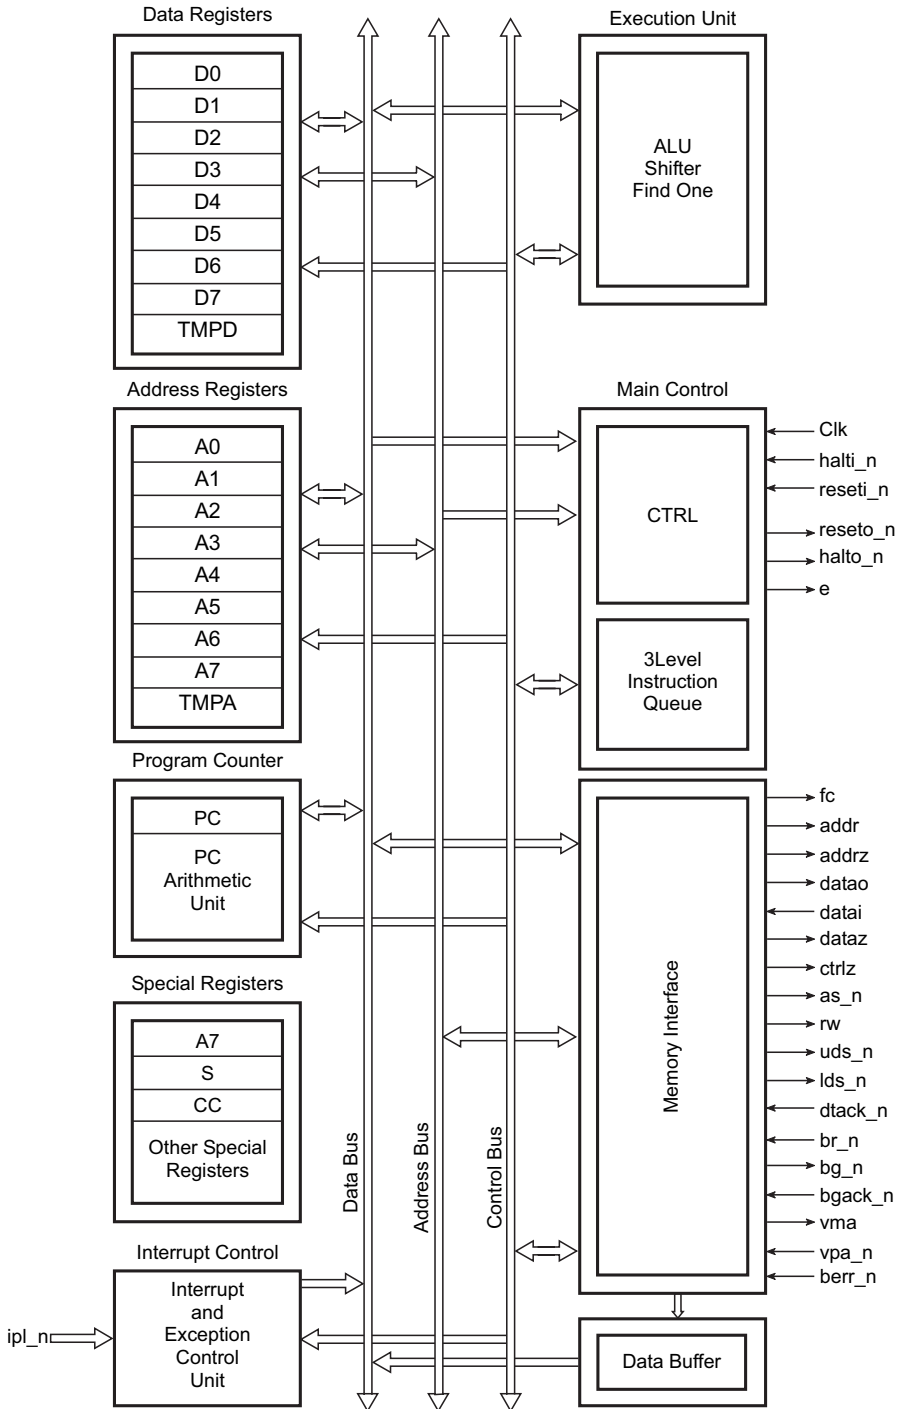 Data Registers
D0
D1
D2
D3
D4
D5
D6
D7
TMPD
Address Registers
A0
A1
A2
A3
A4
A5
A6
A7
TMPA
Program Counter
PC
PC
Arithmetic
Unit
Special Registers
A7
S
CC
Other Special
Registers
Interrupt Control
Interrupt
and
Exception
Control
Unit
ipl_n
Data Bus
Address Bus
Control Bus
Execution Unit
ALU
Shifter
Find One
Main Control
CTRL
3Level
Instruction
Queue
Clk
halti_n
reseti_n
reseto_n
halto_n
e
Memory Interface
fc
addr
addrz
datao
datai
dataz
ctrlz
as_n
rw
uds_n
lds_n
dtack_n
br_n
bg_n
bgack_n
vma
vpa_n
berr_n
Data Buffer